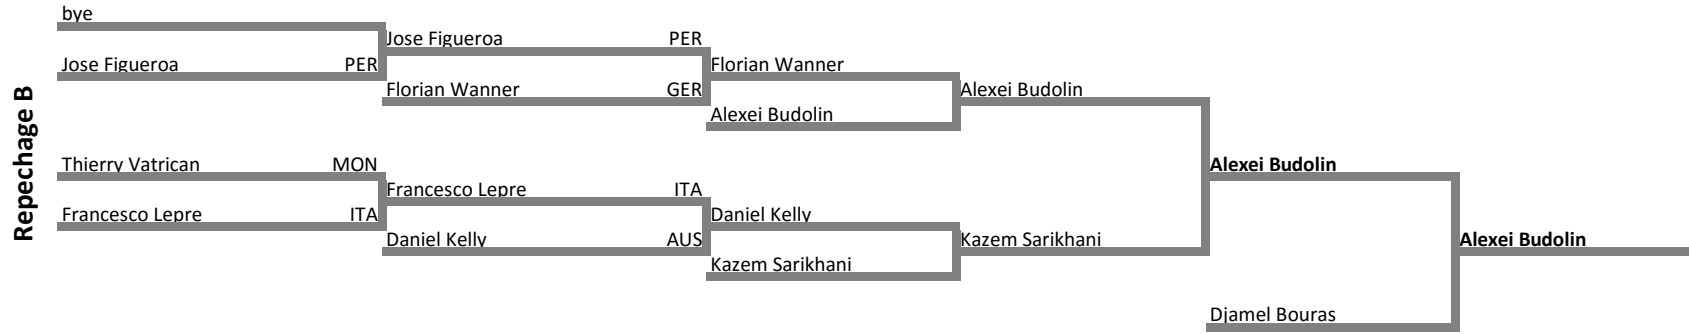 Repechage B
bye
Jose Figueroa PER
Jose Figueroa PER
Florian Wanner GER
Florian Wanner
Alexei Budolin
Alexei Budolin
Thierry Vatrican MON
Francesco Lepre ITA
Francesco Lepre ITA
Daniel Kelly AUS
Daniel Kelly
Kazem Sarikhani
Kazem Sarikhani
Alexei Budolin
Djamel Bouras
Alexei Budolin